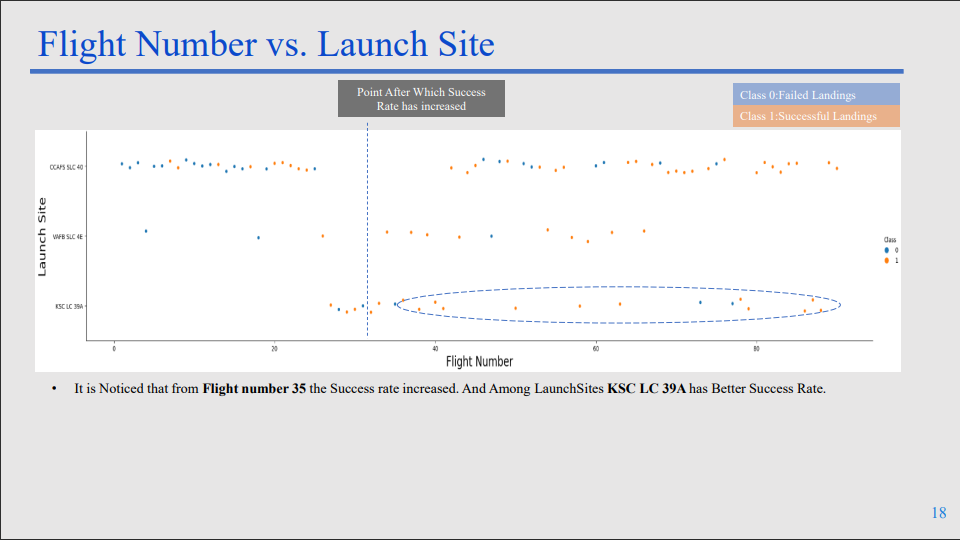 Flight Number vs. Launch Site
Point After Which Success
Rate has increased
Class 0:Failed Landings
Class 1:Successful Landings
CCAFS SLC 40
VAFB SLC 4E
KSC LC 39A
Launch Site
Class
0
1
0
20
40
60
80
Flight Number
• It is Noticed that from Flight number 35 the Success rate increased. And Among LaunchSites KSC LC 39A has Better Success Rate.
18